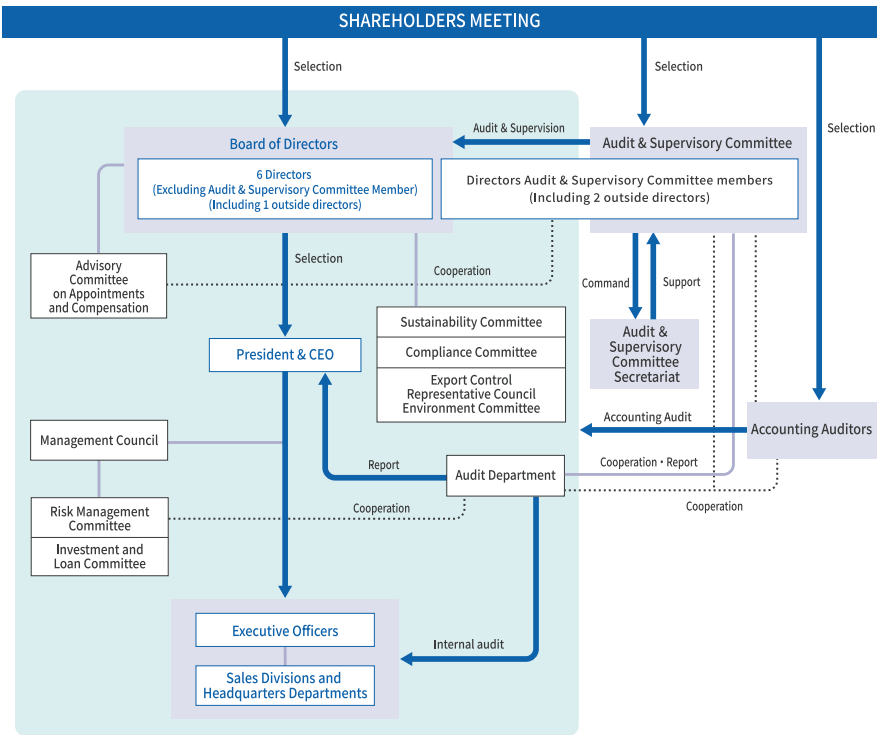 SHAREHOLDERS MEETING
Selection
Selection
Selection
Board of Directors
6 Directors
(Excluding Audit & Supervisory Committee Member)
(Including 1 outside directors)
Audit & Supervision
Audit & Supervisory Committee
Directors Audit & Supervisory Committee members
(Including 2 outside directors)
Advisory
Committee
on Appointments
and Compensation
Selection
Cooperation
Command
Support
Sustainability Committee
Compliance Committee
Export Control
Representative Council
Environment Committee
Audit &
Supervisory
Committee
Secretariat
President & CEO
Accounting Audit
Accounting Auditors
Management Council
Report
Audit Department
Cooperation・Report
Cooperation
Cooperation
Risk Management
Committee
Investment and
Loan Committee
Executive Officers
Internal audit
Sales Divisions and
Headquarters Departments